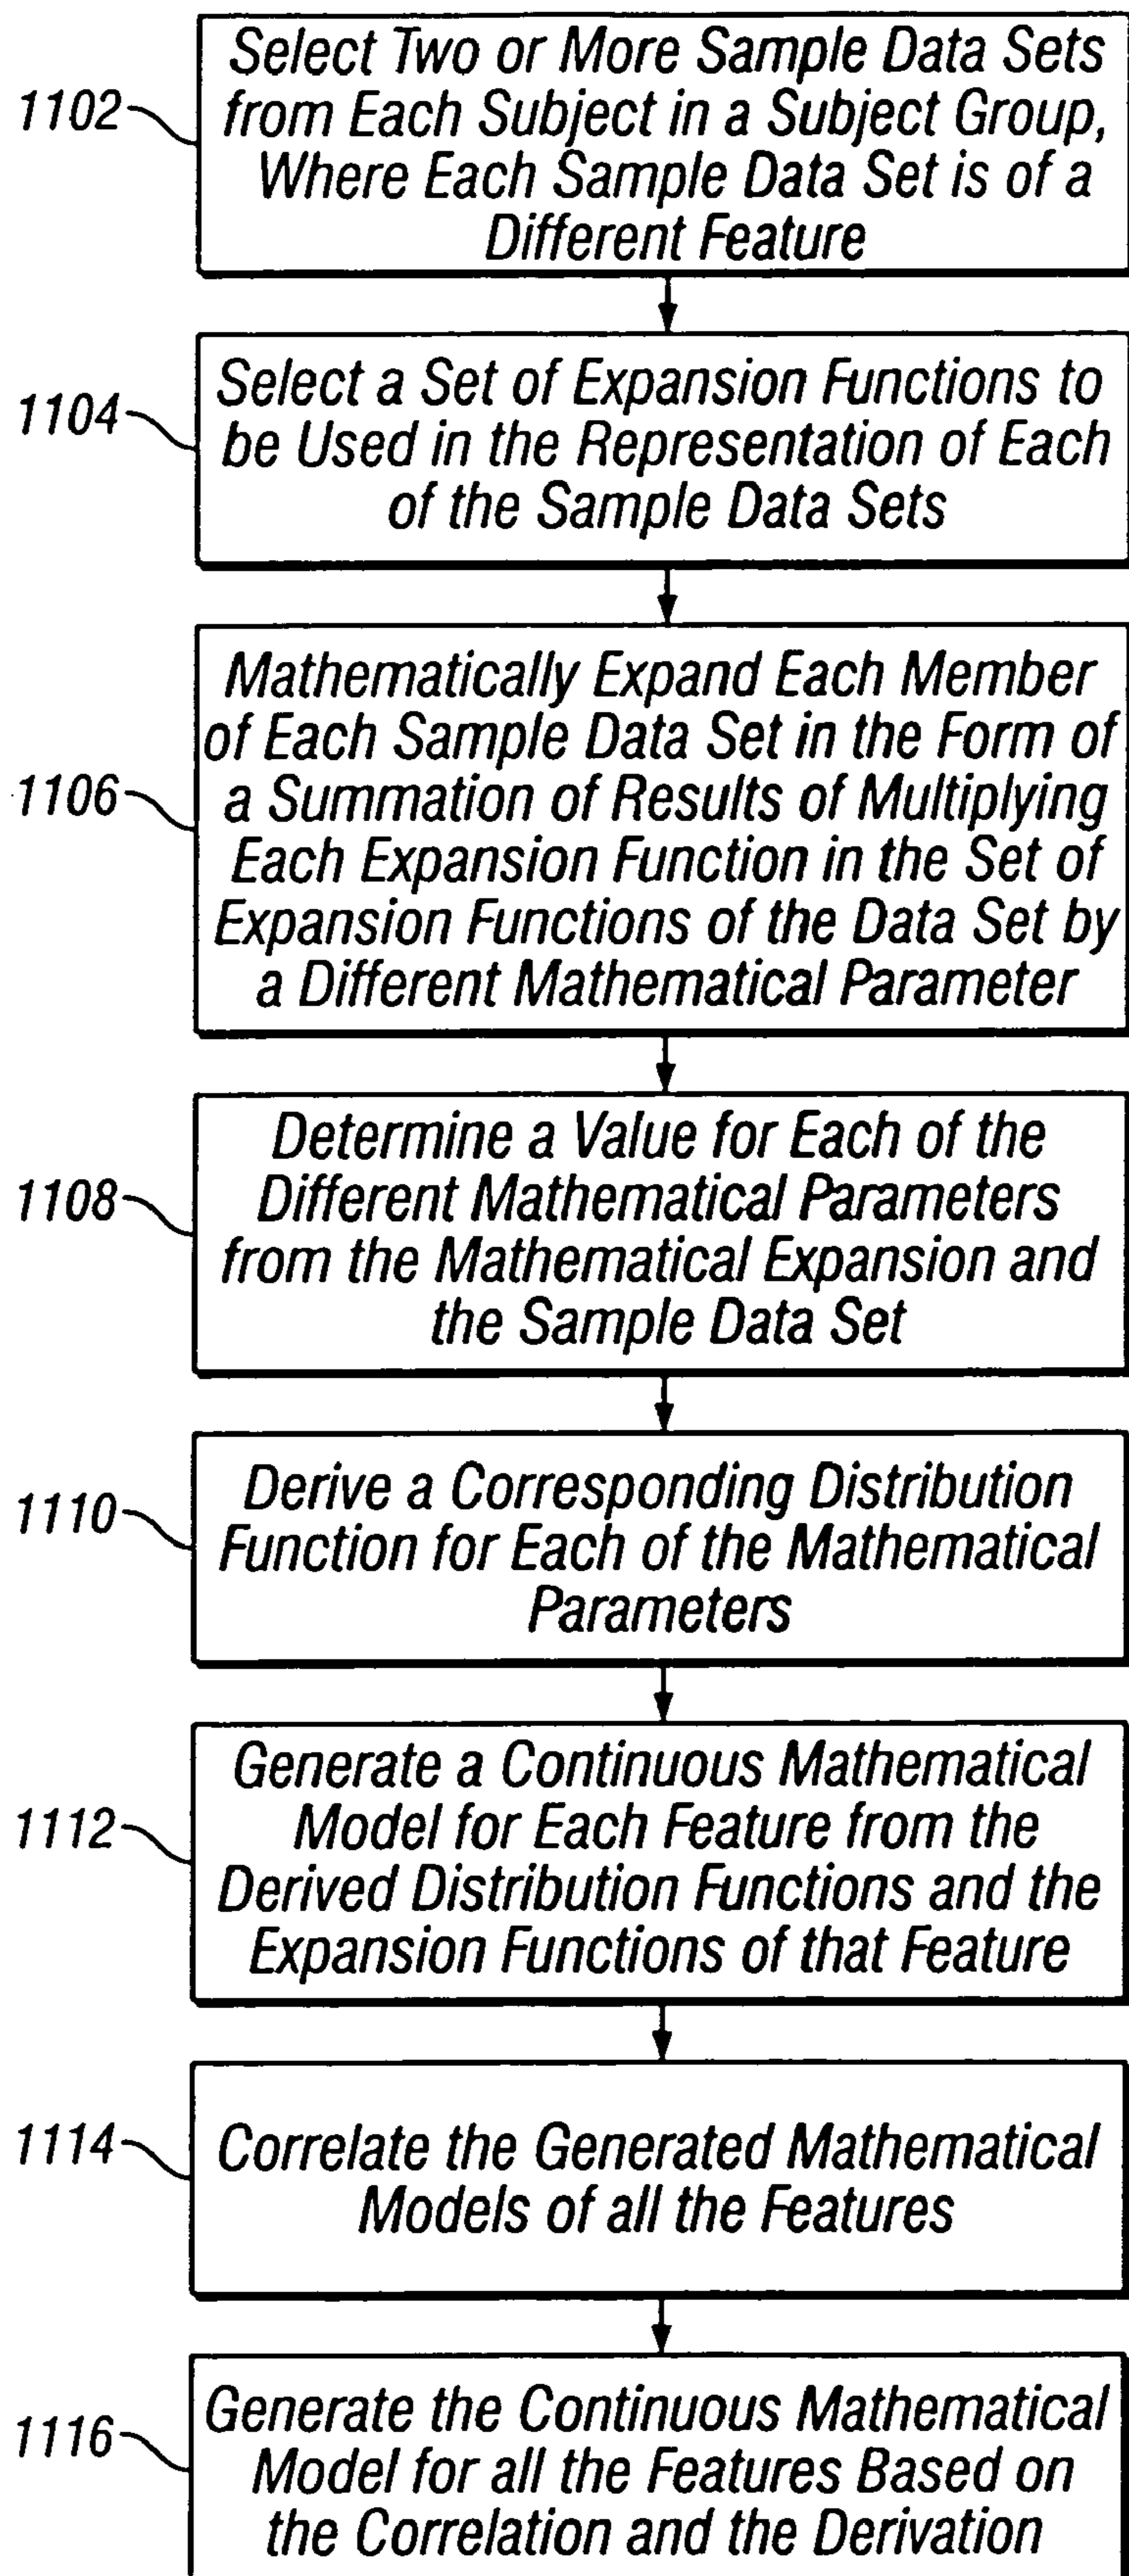 Select Two or More Sample Data Sets
from Each Subject in a Subject Group,
Where Each Sample Data Set is of a
Different Feature
1102
Select a Set of Expansion Functions to
be Used in the Representation of Each
of the Sample Data Sets
1104
Mathematically Expand Each Member
of Each Sample Data Set in the Form of
a Summation of Results of Multiplying
Each Expansion Function in the Set of
Expansion Functions of the Data Set by
a Different Mathematical Parameter
1106
Determine a Value for Each of the
Different Mathematical Parameters
from the Mathematical Expansion and
the Sample Data Set
1108
Derive a Corresponding Distribution
Function for Each of the Mathematical
Parameters
1110
Generate a Continuous Mathematical
Model for Each Feature from the
Derived Distribution Functions and the
Expansion Functions of that Feature
1112
Correlate the Generated Mathematical
Models of all the Features
1114
Generate the Continuous Mathematical
Model for all the Features Based on
the Correlation and the Derivation
1116